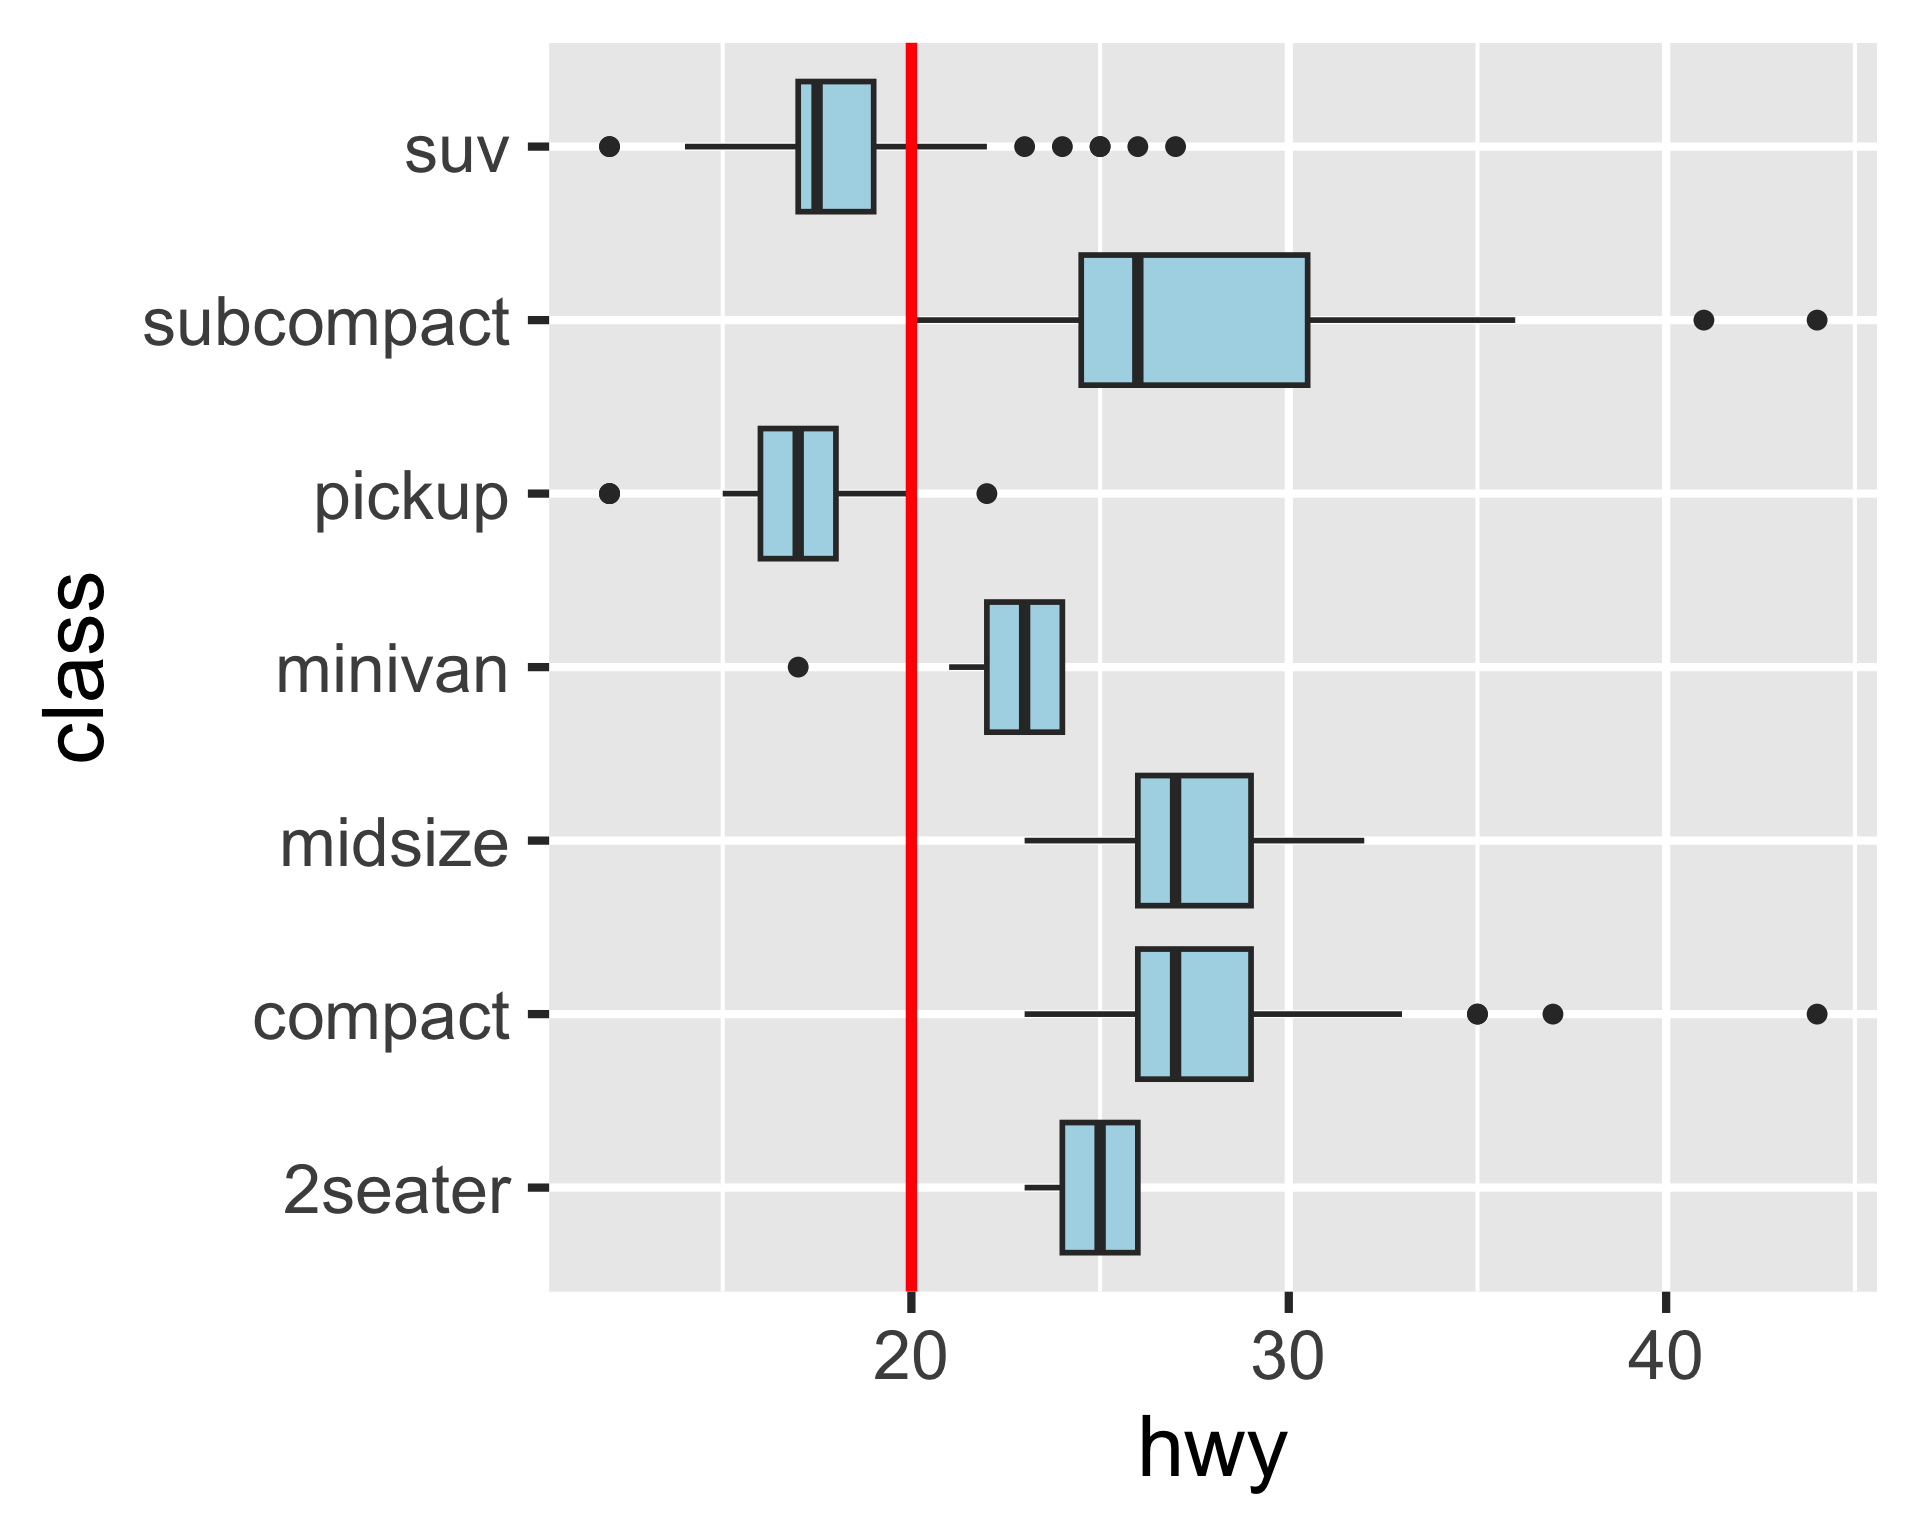 class
suv
subcompact
pickup
minivan
midsize
compact
2seater
20 30 40
hwy